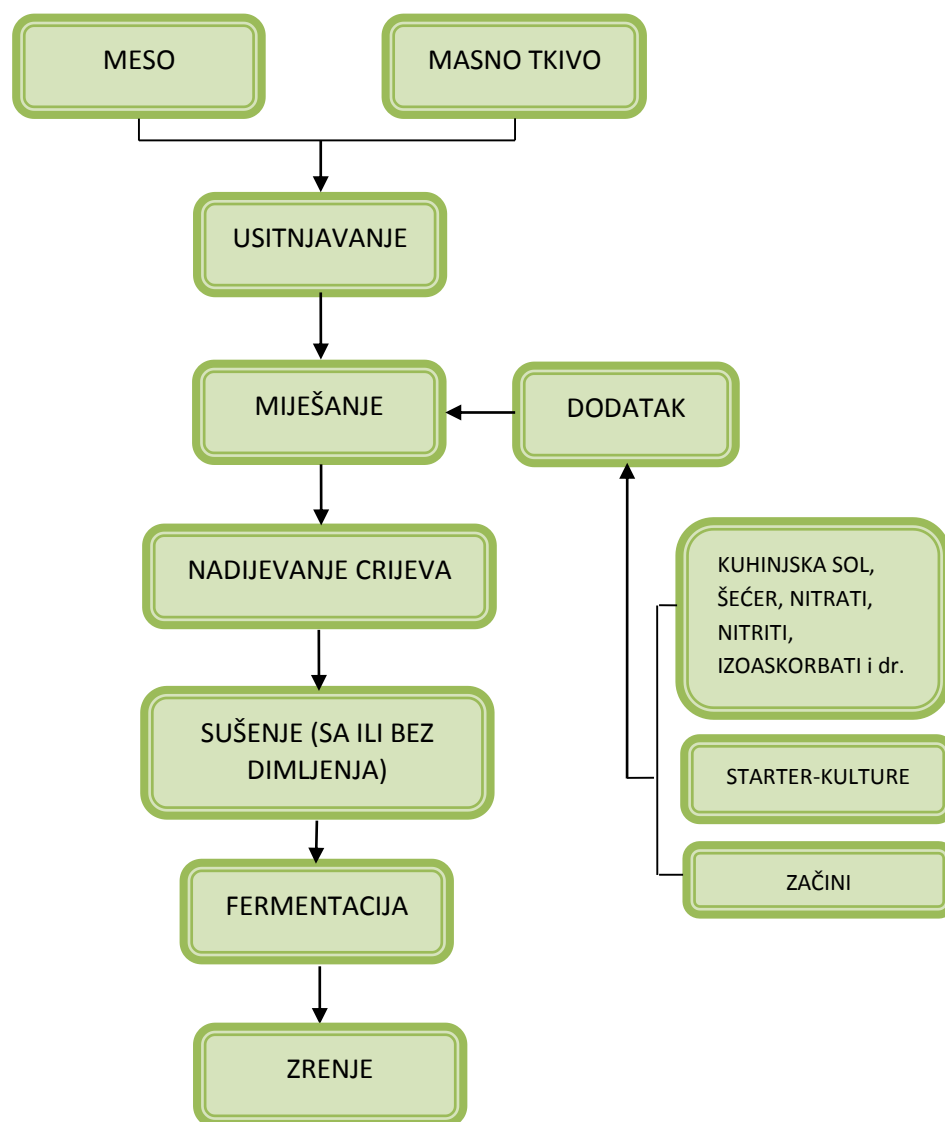 MESO
MASNO TKIVO
USITNJAVANJE
MIJEŠANJE
DODATAK
NADIJEVANJE CRIJEVA
KUHINJSKA SOL,
ŠEĆER, NITRATI,
NITRITI,
IZOASKORBATI i dr.
SUŠENJE (SA ILI BEZ
DIMLJENJA)
STARTER-KULTURE
ZAČINI
FERMENTACIJA
ZRENJE